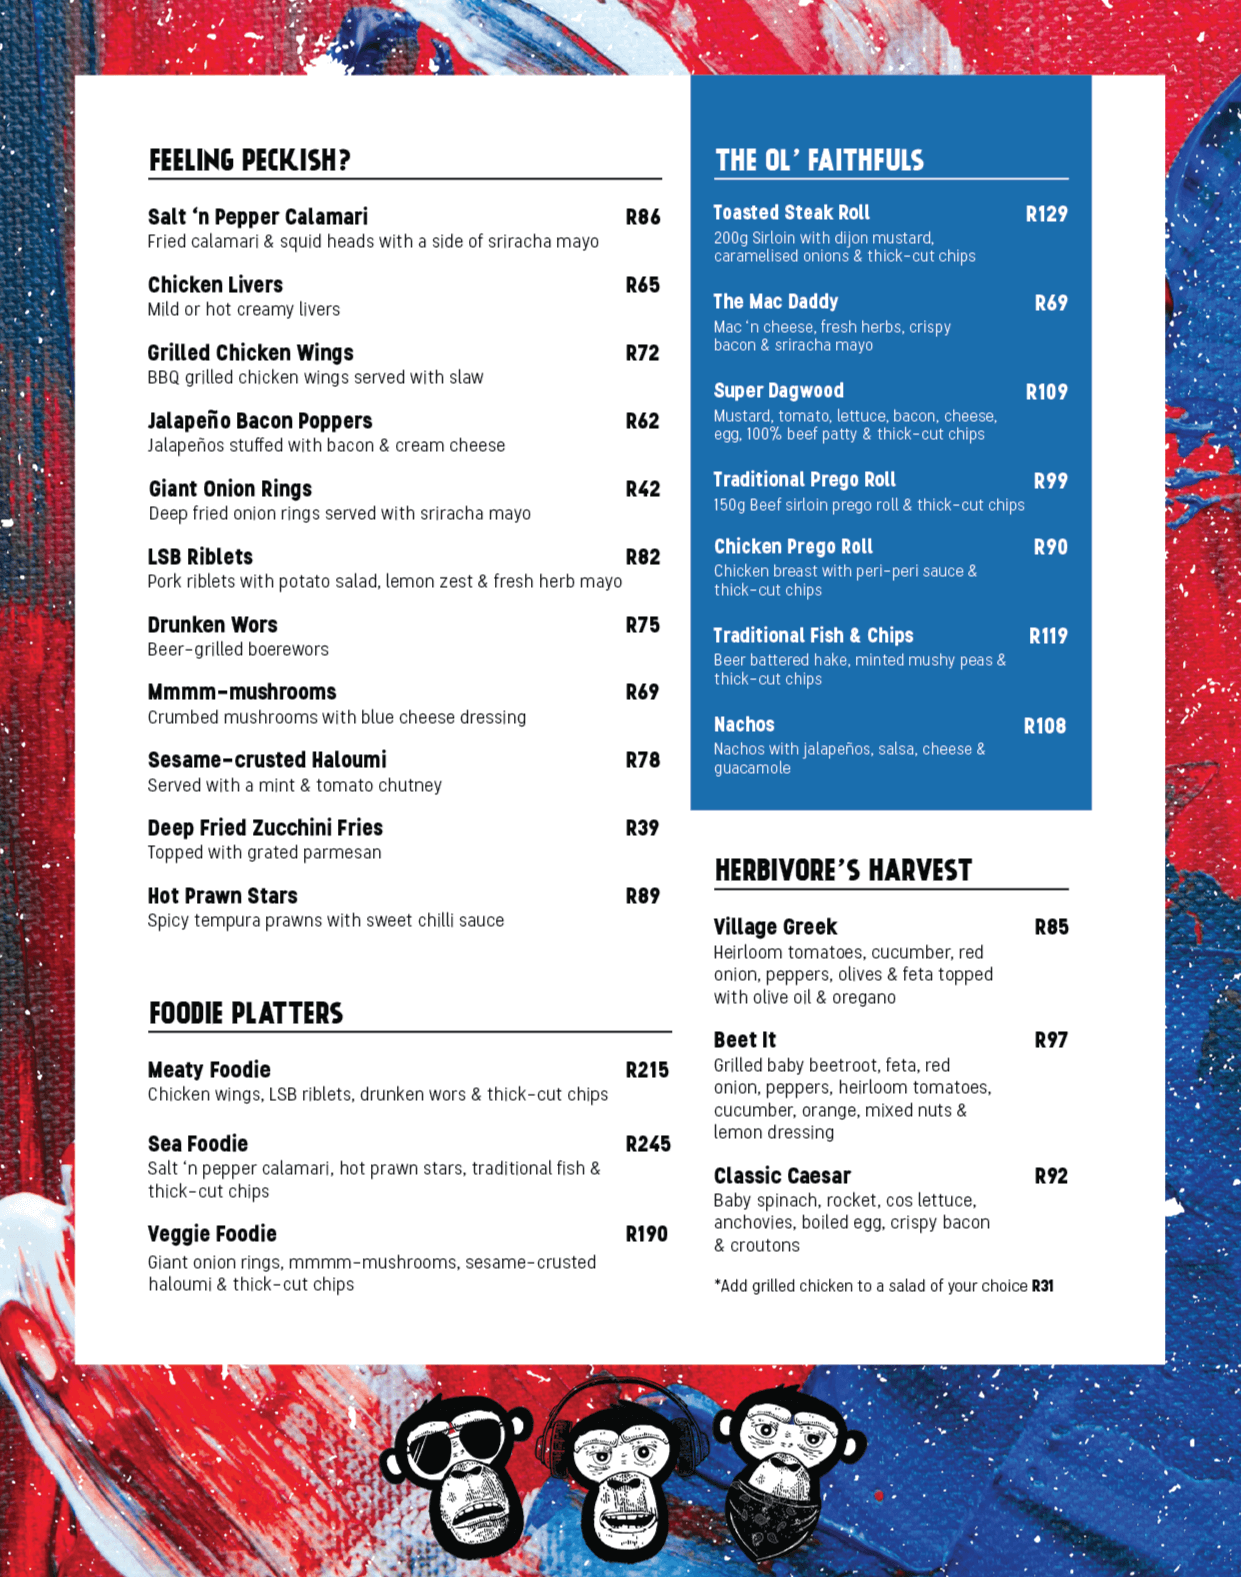 FEELING PECKISH?
Salt ‘n Pepper Calamari R86
Fried calamari & squid heads with a side of sriracha mayo
Chicken Livers R65
Mild or hot creamy livers
Grilled Chicken Wings R72
BBQ grilled chicken wings served with slaw
Jalapeño Bacon Poppers R62
Jalapeños stuffed with bacon & cream cheese
Giant Onion Rings R42
Deep fried onion rings served with sriracha mayo
LSB Riblets R82
Pork riblets with potato salad, lemon zest & fresh herb mayo
Drunken Wors R75
Beer-grilled boerewors
Mmmm-mushrooms R69
Crumbed mushrooms with blue cheese dressing
Sesame-crusted Haloumi R78
Served with a mint & tomato chutney
Deep Fried Zucchini Fries R39
Topped with grated parmesan
Hot Prawn Stars R89
Spicy tempura prawns with sweet chilli sauce
FOODIE PLATTERS
Meaty Foodie R215
Chicken wings, LSB riblets, drunken wors & thick-cut chips
Sea Foodie R245
Salt ‘n pepper calamari, hot prawn stars, traditional fish &
thick-cut chips
Veggie Foodie R190
Giant onion rings, mmmm-mushrooms, sesame-crusted
haloumi & thick-cut chips
THE OL’ FAITHFULS
Toasted Steak Roll R129
200g Sirloin with dijon mustard,
caramelised onions & thick-cut chips
The Mac Daddy R69
Mac ‘n cheese, fresh herbs, crispy
bacon & sriracha mayo
Super Dagwood R109
Mustard, tomato, lettuce, bacon, cheese,
egg, 100% beef patty & thick-cut chips
Traditional Prego Roll R99
150g Beef sirloin prego roll & thick-cut chips
Chicken Prego Roll R90
Chicken breast with peri-peri sauce &
thick-cut chips
Traditional Fish & Chips R119
Beer battered hake, minted mushy peas &
thick-cut chips
Nachos R108
Nachos with jalapeños, salsa, cheese &
guacamole
HERBIVORE’S HARVEST
Village Greek R85
Heirloom tomatoes, cucumber, red
onion, peppers, olives & feta topped
with olive oil & oregano
Beet It R97
Grilled baby beetroot, feta, red
onion, peppers, heirloom tomatoes,
cucumber, orange, mixed nuts &
lemon dressing
Classic Caesar R92
Baby spinach, rocket, cos lettuce,
anchovies, boiled egg, crispy bacon
& croutons
*Add grilled chicken to a salad of your choice R31